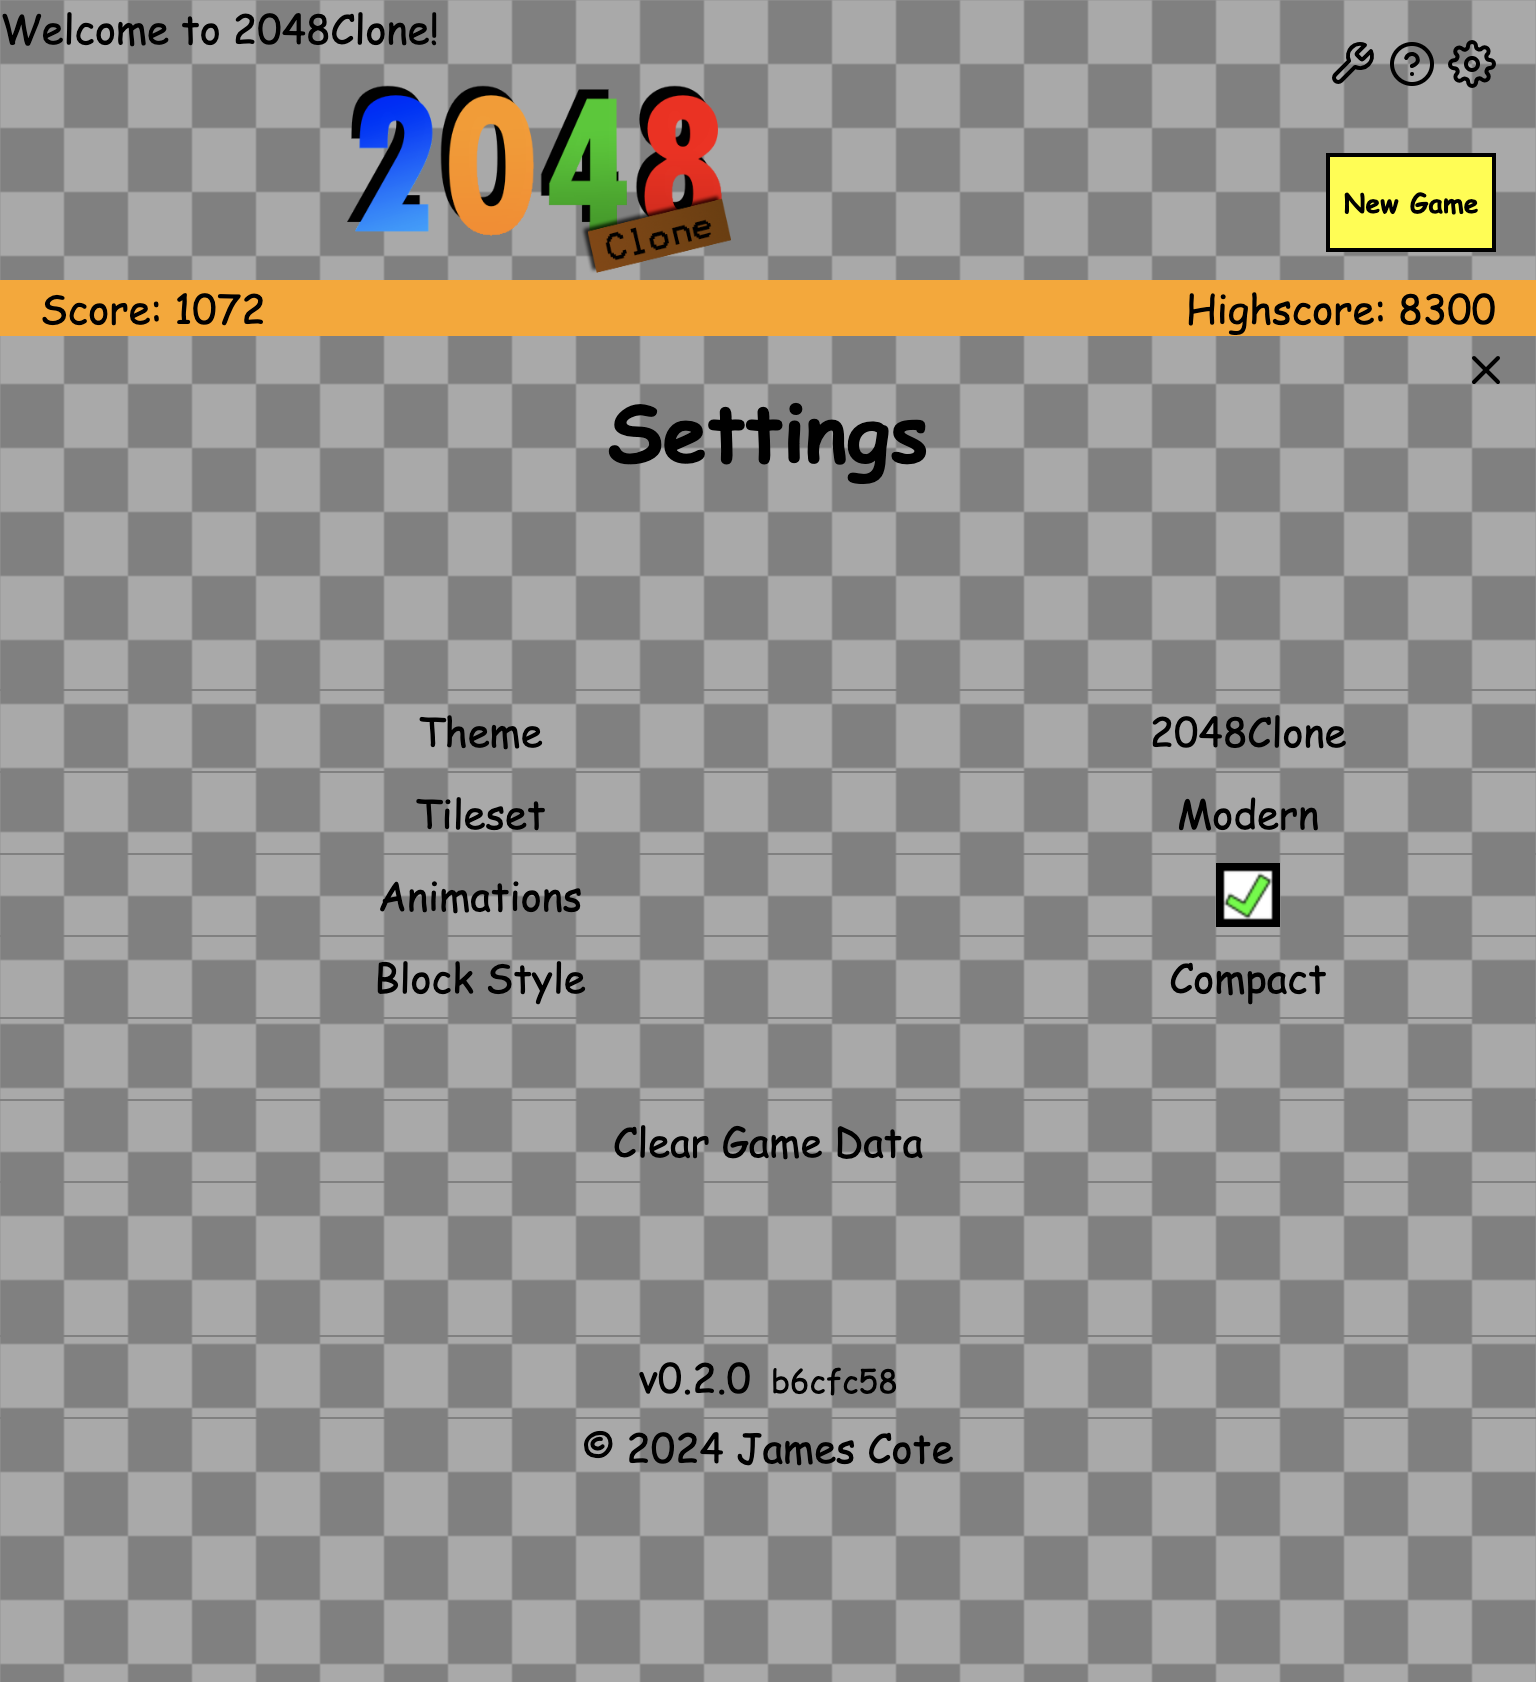 Welcome to 2048Clone!
2048
Clone
New Game
Score: 1072 Highscore: 8300
Settings
Theme 2048Clone
Tileset Modern
Animations
Block Style Compact
Clear Game Data
v0.2.0 b6cfc58
© 2024 James Cote